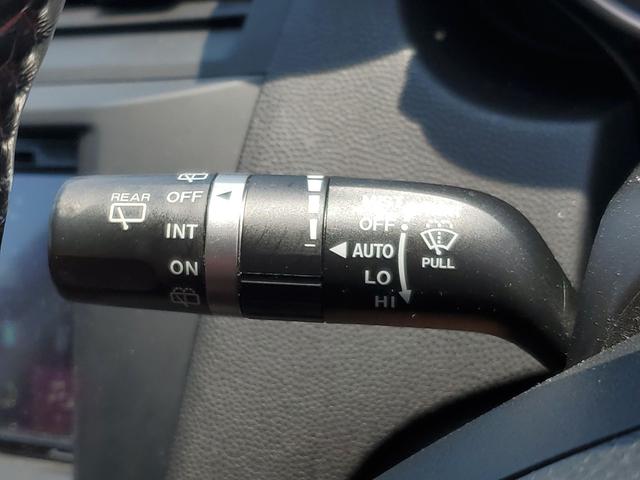 REAR
OFF
INT
ON
OFF
AUTO
LO
HI
PULL